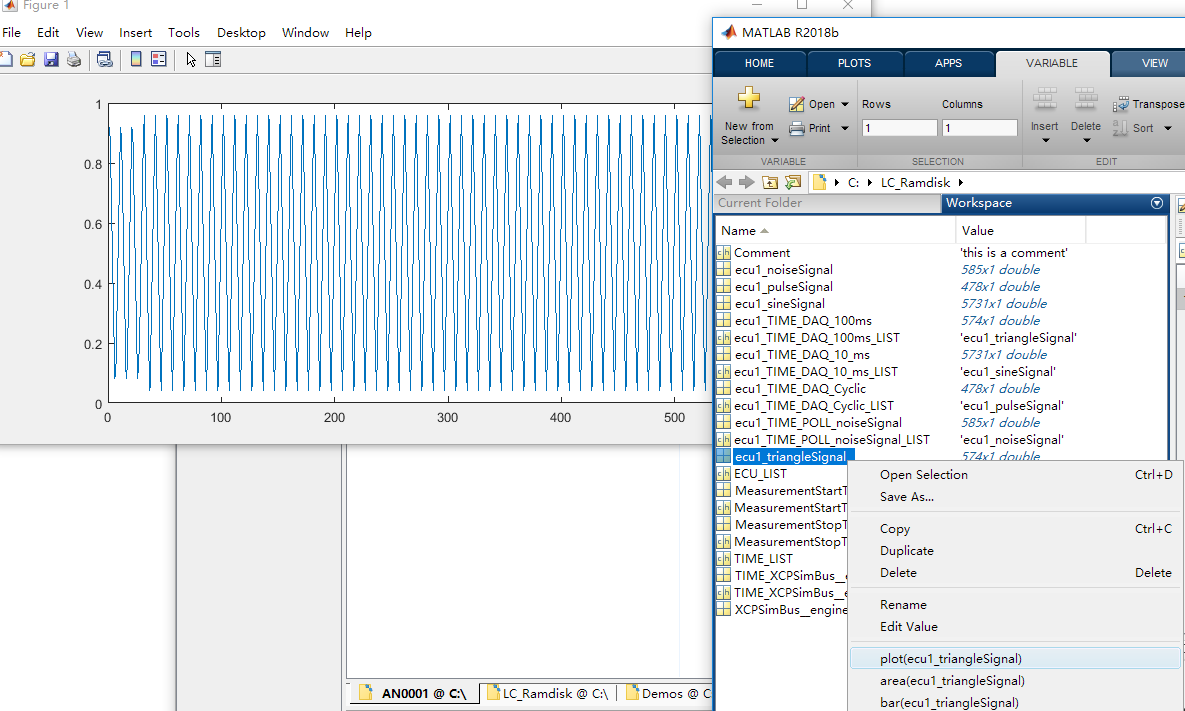 Figure 1
File Edit View Insert Tools Desktop Window Help
1
0.8
0.6
0.4
0.2
0
0 100 200 300 400 500
AN0001 @ C:\ LC_Ramdisk @ C:\ Demos @ C
MATLAB R2018b
HOME PLOTS APPS VARIABLE VIEW
New from
Selection
Open
Print
Rows Columns
1 1
Insert Delete
Transpose
Sort
VARIABLE SELECTION EDIT
C: LC_Ramdisk
Current Folder Workspace
Name Value
Comment 'this is a comment'
ecu1_noiseSignal 585x1 double
ecu1_pulseSignal 478x1 double
ecu1_sineSignal 5731x1 double
ecu1_TIME_DAQ_100ms 574x1 double
ecu1_TIME_DAQ_100ms_LIST 'ecu1_triangleSignal'
ecu1_TIME_DAQ_10_ms 5731x1 double
ecu1_TIME_DAQ_10_ms_LIST 'ecu1_sineSignal'
ecu1_TIME_DAQ_Cyclic 478x1 double
ecu1_TIME_DAQ_Cyclic_LIST 'ecu1_pulseSignal'
ecu1_TIME_POLL_noiseSignal 585x1 double
ecu1_TIME_POLL_noiseSignal_LIST 'ecu1_noiseSignal'
ecu1_triangleSignal 574x1 double
ECU_LIST
MeasurementStartT
MeasurementStartT
MeasurementStopT
MeasurementStopT
TIME_LIST
TIME_XCPSimBus__e
TIME_XCPSimBus__e
XCPSimBus__engine
Open Selection Ctrl+D
Save As...
Copy Ctrl+C
Duplicate
Delete Delete
Rename
Edit Value
plot(ecu1_triangleSignal)
area(ecu1_triangleSignal)
bar(ecu1_triangleSignal)